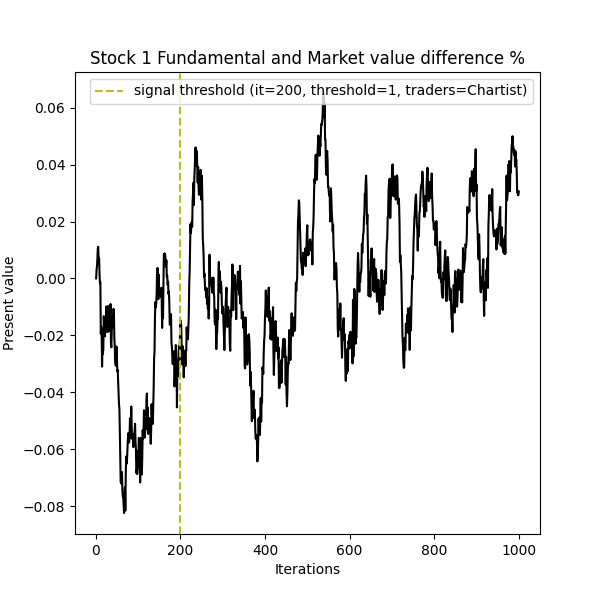 Stock 1 Fundamental and Market value difference %
signal threshold (it=200, threshold=1, traders=Chartist)
0.06
0.04
0.02
0.00
−0.02
−0.04
−0.06
−0.08
Present value
0 200 400 600 800 1000
Iterations